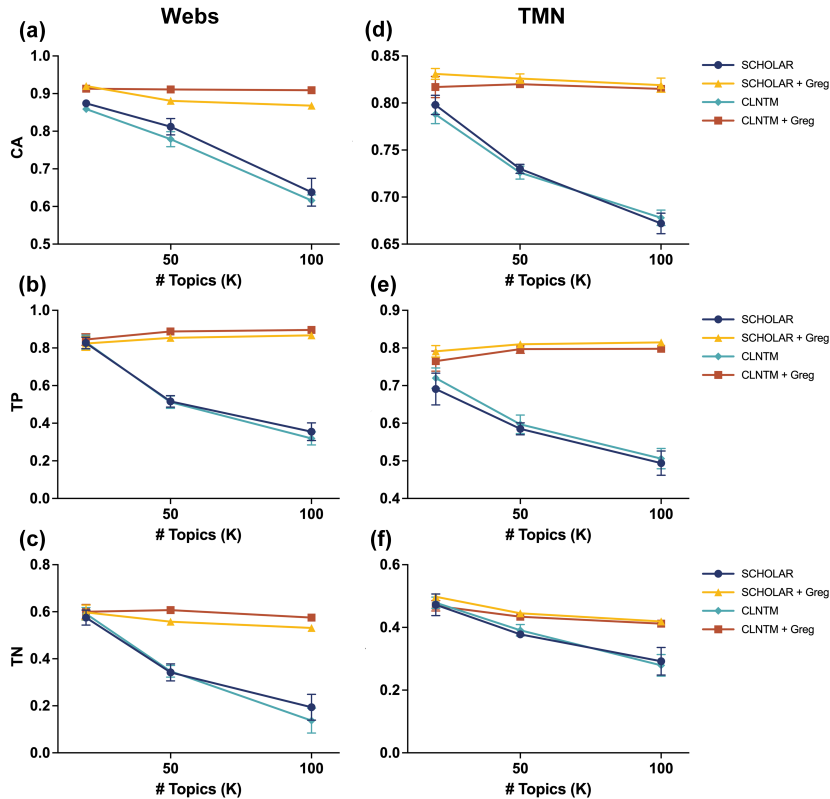 Webs
TMN
(a)
1.0
0.9
0.8
0.7
0.6
0.5
CA
50
100
# Topics (K)
(d)
0.85
0.80
0.75
0.70
0.65
50
100
# Topics (K)
SCHOLAR
SCHOLAR + Greg
CLNTM
CLNTM + Greg
(b)
1.0
0.8
0.6
0.4
0.2
0.0
TP
50
100
# Topics (K)
(e)
0.9
0.8
0.7
0.6
0.5
0.4
50
100
# Topics (K)
SCHOLAR
SCHOLAR + Greg
CLNTM
CLNTM + Greg
(c)
0.8
0.6
0.4
0.2
0.0
TN
50
100
# Topics (K)
(f)
0.6
0.4
0.2
0.0
50
100
# Topics (K)
SCHOLAR
SCHOLAR + Greg
CLNTM
CLNTM + Greg